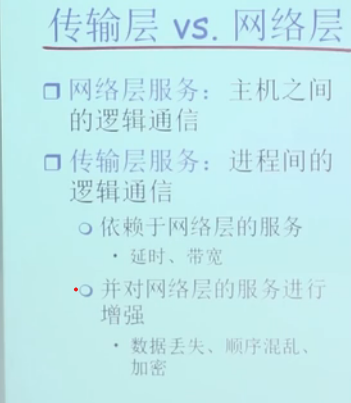 传输层 vs. 网络层
网络层服务：主机之间
的逻辑通信
传输层服务：进程间的
逻辑通信
依赖于网络层的服务
延时、带宽
并对网络层的服务进行
增强
数据丢失、顺序混乱、
加密